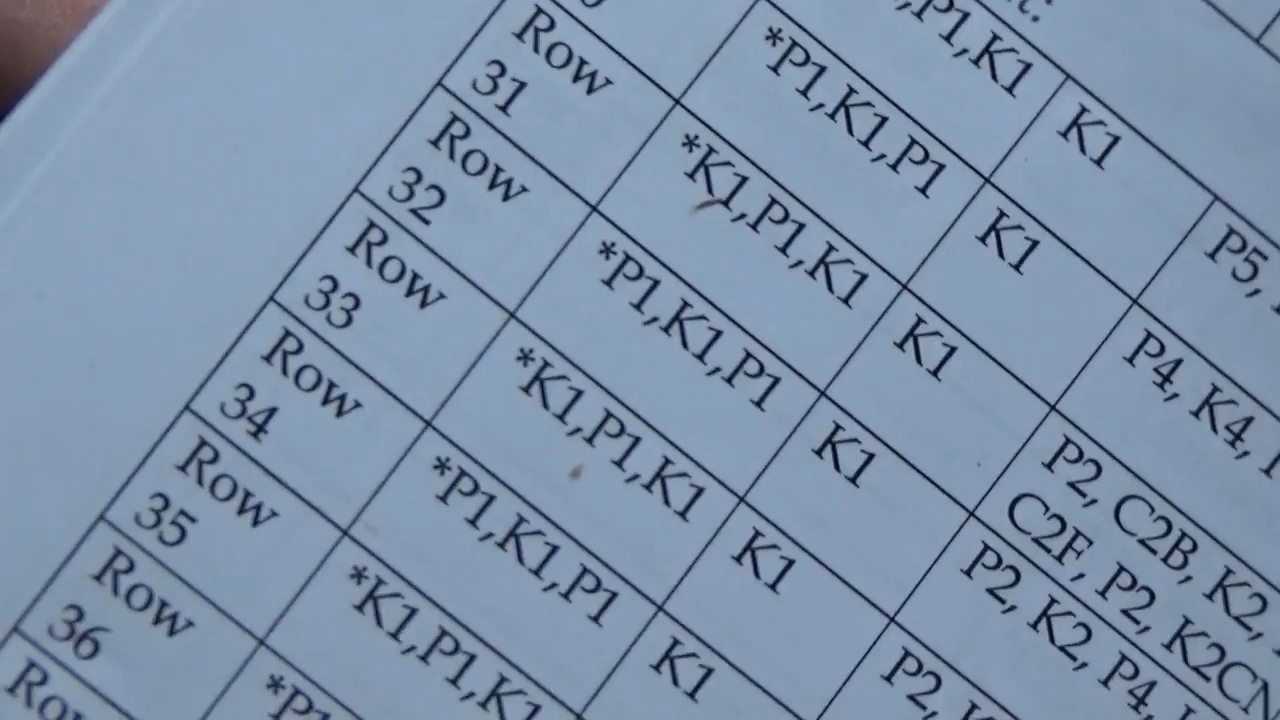 P1,K1 K1 P5,
*P1,K1,P1 K1 P4, K4,
Row *K1,P1,K1 K1 P2, C2B, K2,
31 C2F, P2, K2CN
Row *P1,K1,P1 K1 P2, K2, P4,
32
Row *K1,P1,K1 K1 P2,
33
Row *P1,K1,P1 K1
34
Row *K1,P1,K1
35
Row *P1
36
Row